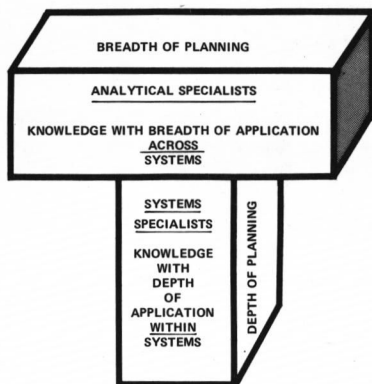 BREADTH OF PLANNING
ANALYTICAL SPECIALISTS
KNOWLEDGE WITH BREADTH OF APPLICATION
ACROSS
SYSTEMS
SYSTEMS
SPECIALISTS
KNOWLEDGE
WITH
DEPTH
OF
APPLICATION
WITHIN
SYSTEMS
DEPTH OF PLANNING